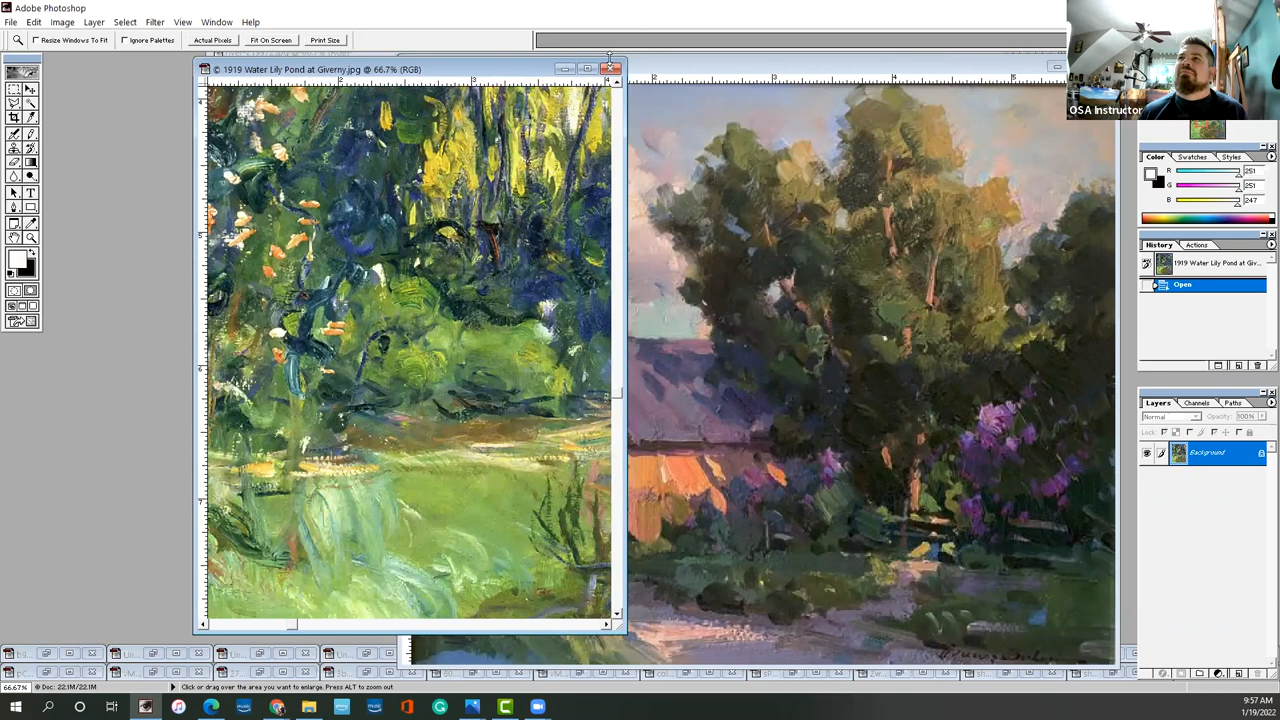 Adobe Photoshop
File Edit Image Layer Select Filter View Window Help
Resize Windows To Fit Ignore Palettes Actual Pixels Fit On Screen Print Size
© 1919 Water Lily Pond at Giverny.jpg @ 66.7% (RGB)
OSA Instructor
Color Swatches Styles
R 251
G 251
B 247
History Actions
1919 Water Lily Pond at Giv...
Open
Layers Channels Paths
Normal Opacity: 100%
Lock:
Background
66.67% Doc: 22.1M/22.1M Click or drag over the area you want to enlarge. Press ALT to zoom out
9:57 AM
1/19/2022